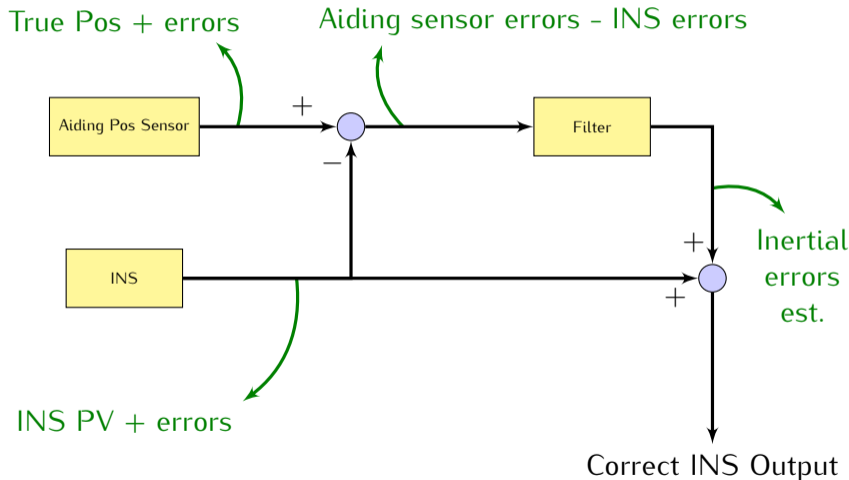 True Pos + errors
Aiding sensor errors - INS errors
+
Aiding Pos Sensor
Filter
−
+
Inertial
errors
est.
INS
+
INS PV + errors
Correct INS Output